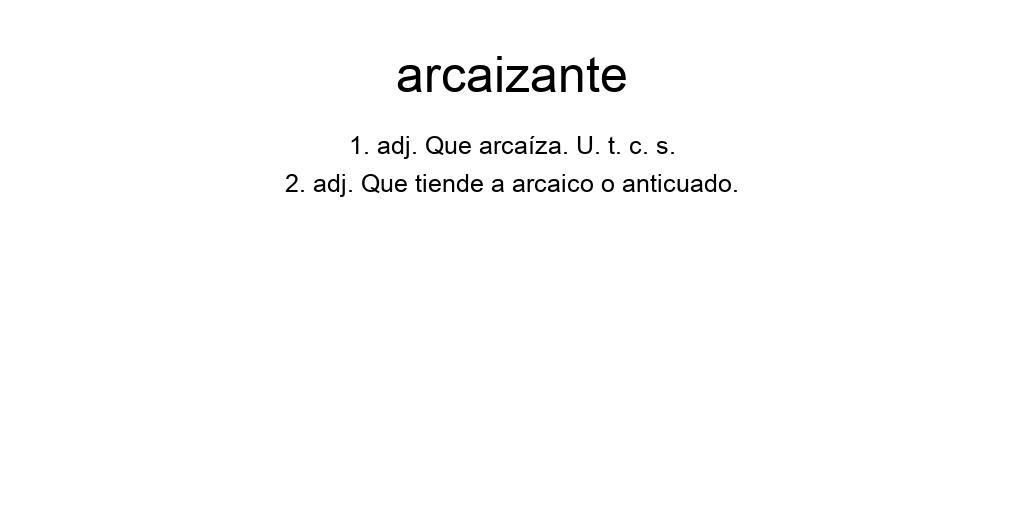 arcaizante
1. adj. Que arcaíza. U. t. c. s.
2. adj. Que tiende a arcaico o anticuado.